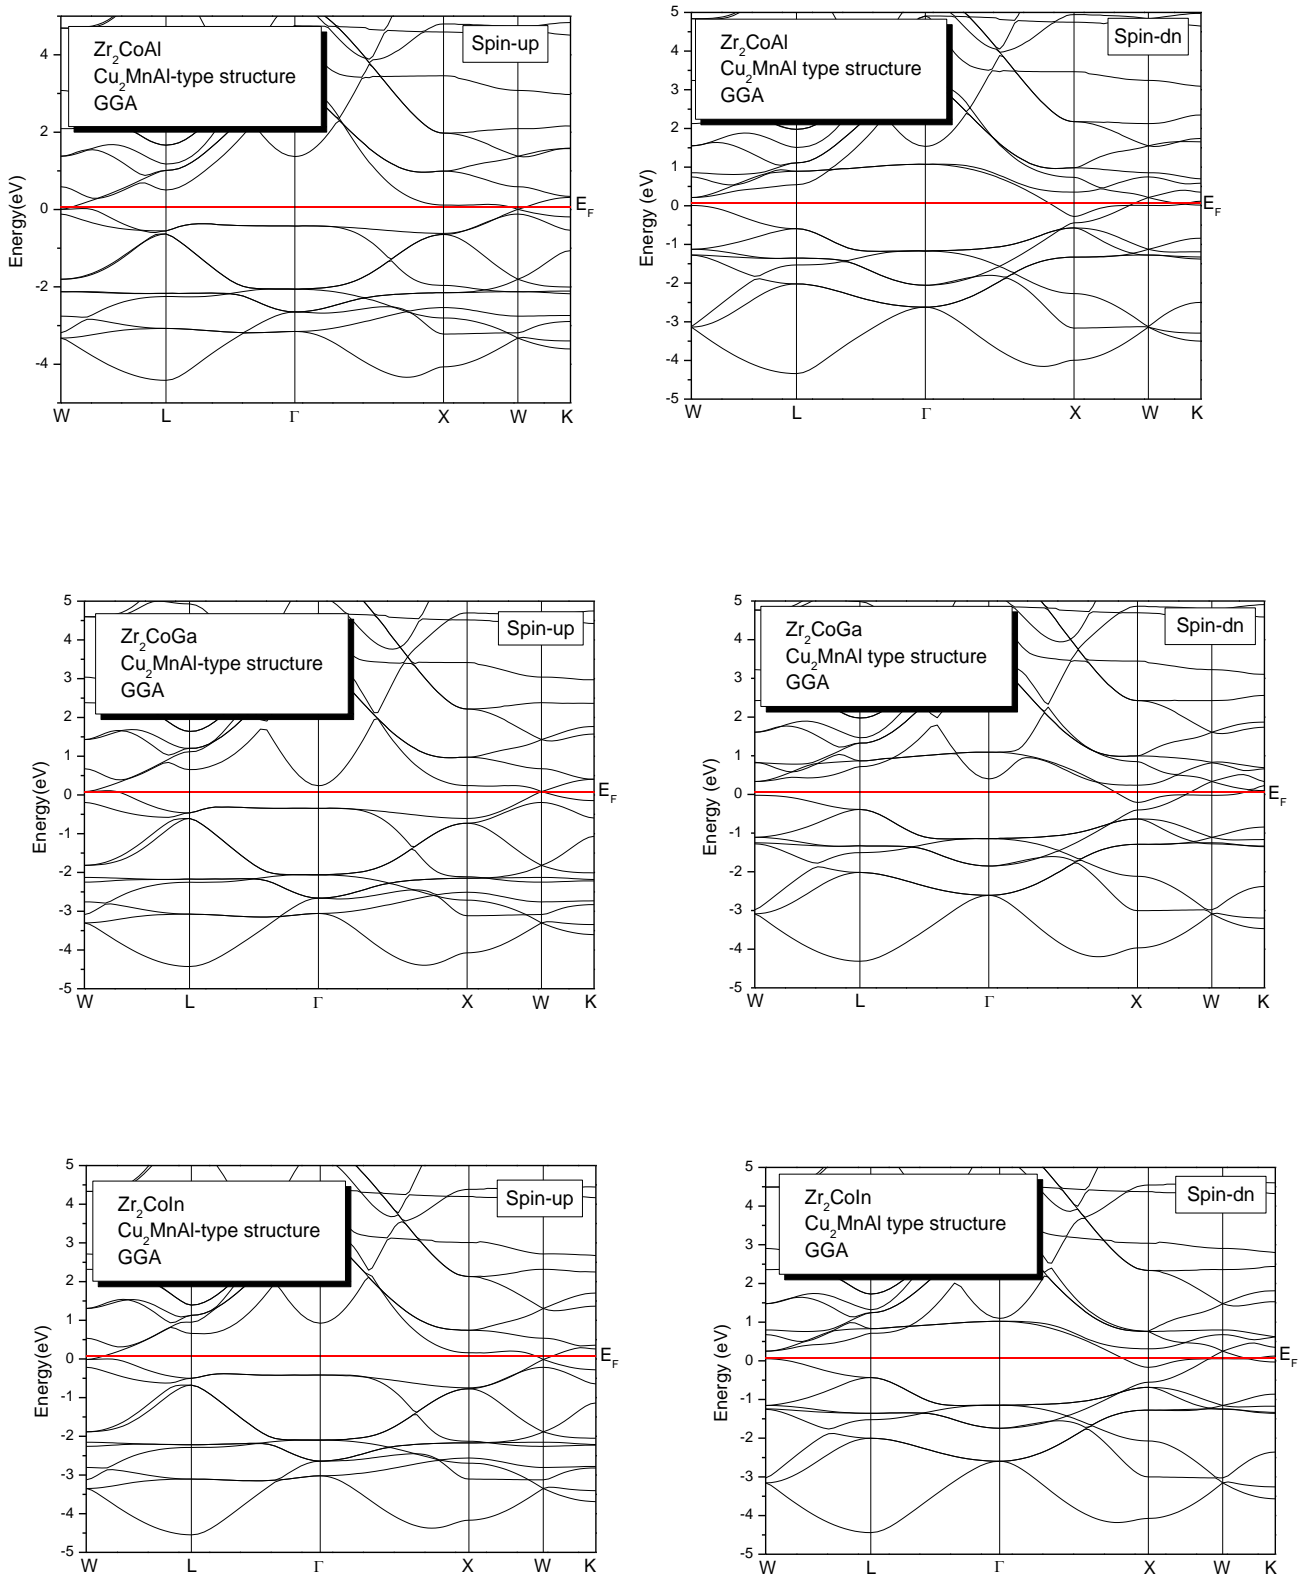 Zr2CoAl
Cu2MnAl-type structure
GGA
Spin-up
Energy(eV)
2
0
-2
-4
W L Γ X W K
EF
Zr2CoAl
Cu2MnAl type structure
GGA
Spin-dn
Energy (eV)
5
4
3
2
1
0
-1
-2
-3
-4
-5
W L Γ X W K
EF
Zr2CoGa
Cu2MnAl-type structure
GGA
Spin-up
Energy(eV)
5
4
3
2
1
0
-1
-2
-3
-4
-5
W L Γ X W K
EF
Zr2CoGa
Cu2MnAl type structure
GGA
Spin-dn
Energy (eV)
5
4
3
2
1
0
-1
-2
-3
-4
-5
W L Γ X W K
EF
Zr2CoIn
Cu2MnAl-type structure
GGA
Spin-up
Energy(eV)
5
4
3
2
1
0
-1
-2
-3
-4
-5
W L Γ X W K
EF
Zr2CoIn
Cu2MnAl type structure
GGA
Spin-dn
Energy (eV)
5
4
3
2
1
0
-1
-2
-3
-4
-5
W L Γ X W K
EF